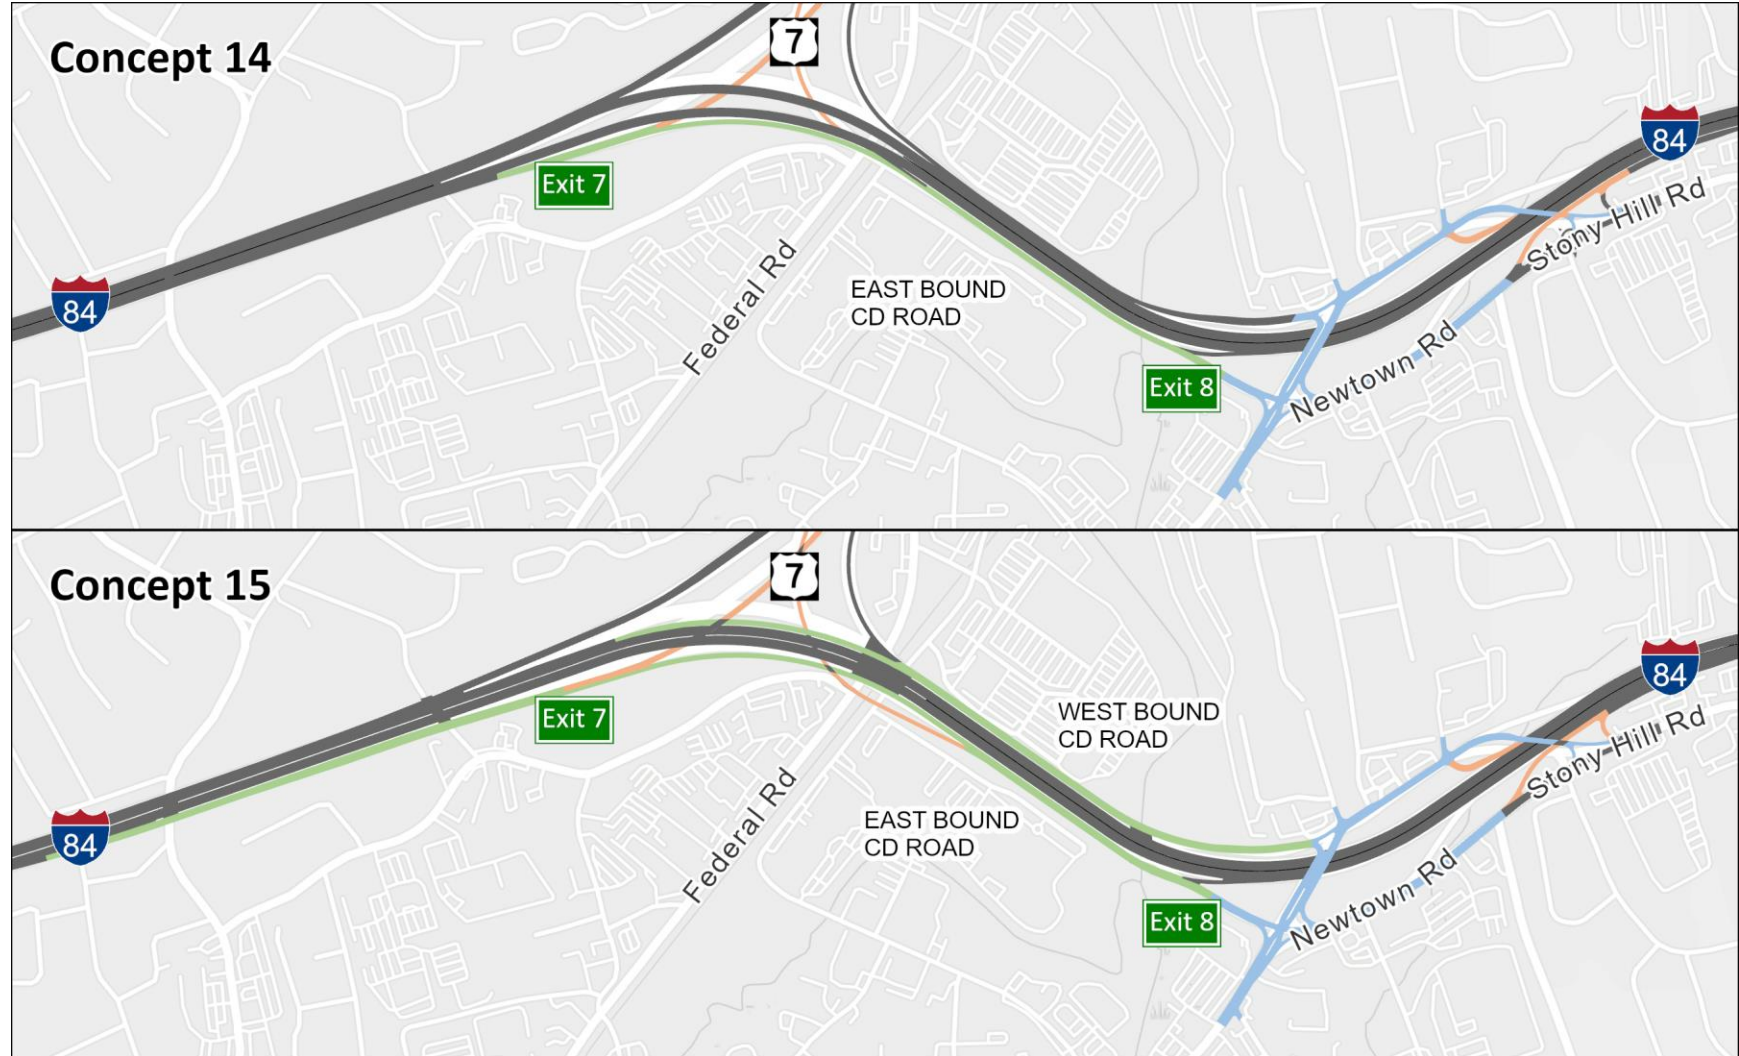 Concept 14
7
84
Exit 7
Stony Hill Rd
Federal Rd
EAST BOUND
CD ROAD
84
Exit 8
Newtown Rd
Concept 15
7
84
Exit 7
WEST BOUND
CD ROAD
Stony Hill Rd
Federal Rd
EAST BOUND
CD ROAD
84
Exit 8
Newtown Rd